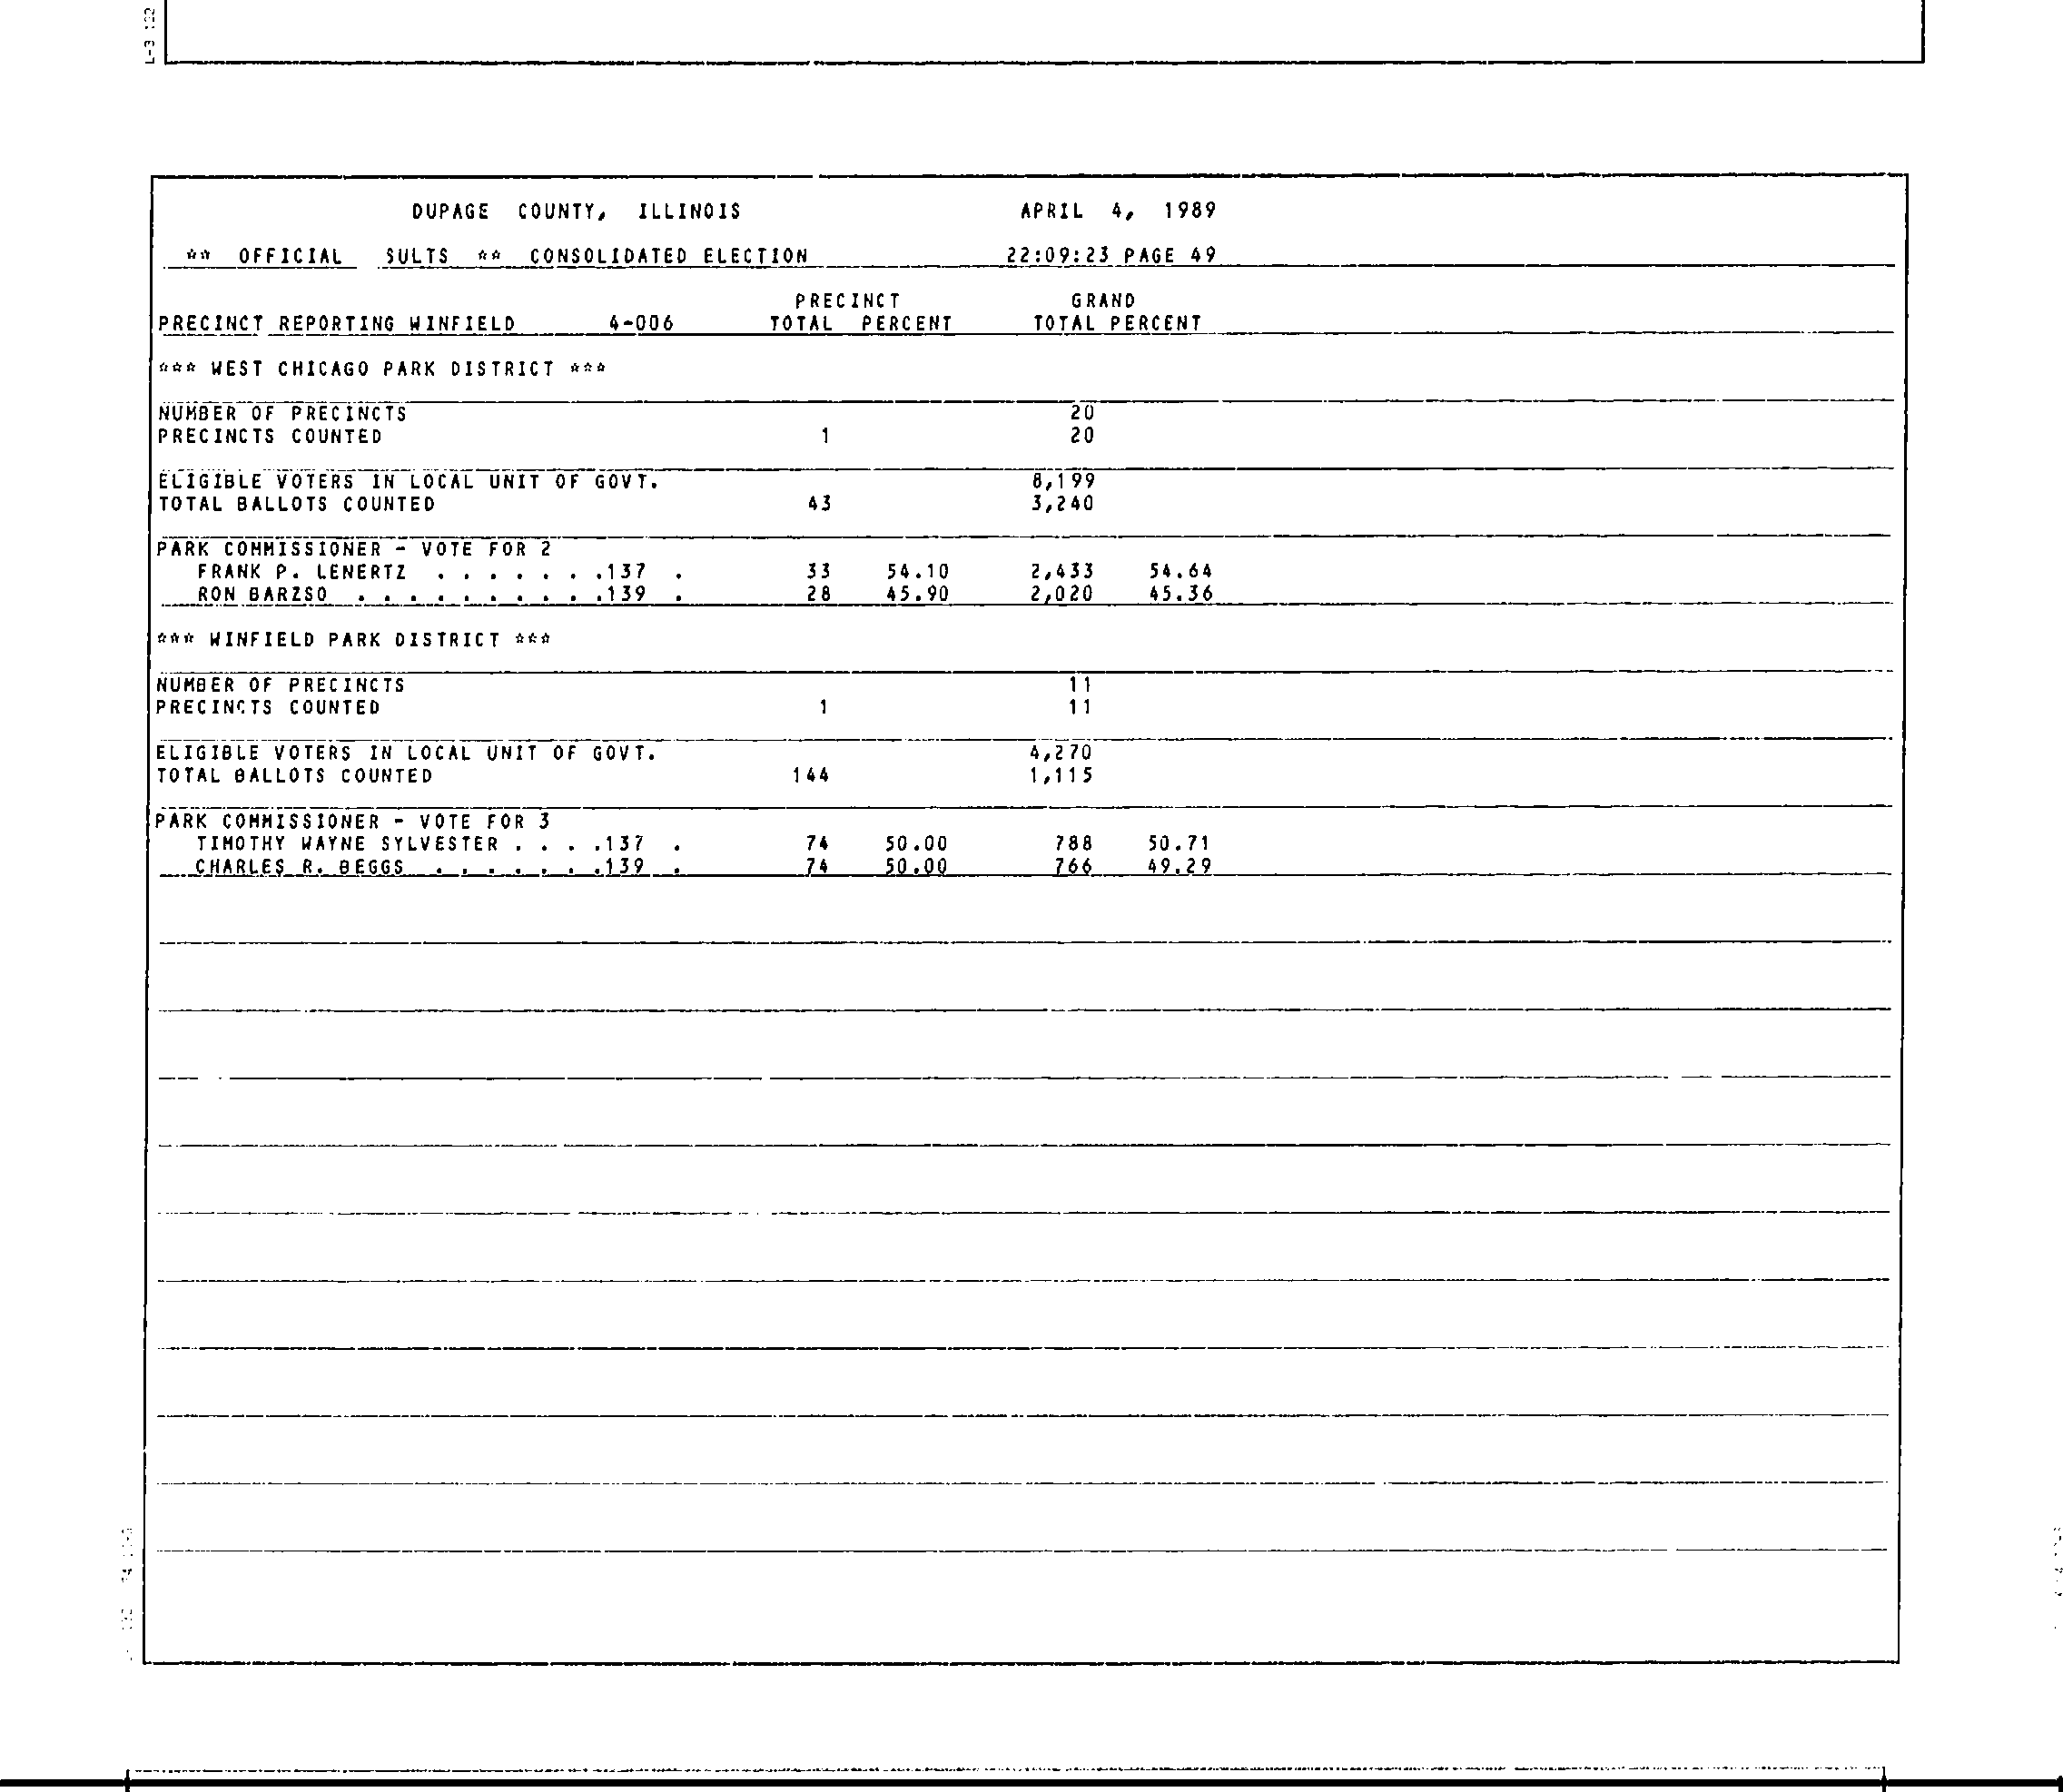 L-3 132
DUPAGE COUNTY, ILLINOIS APRIL 4, 1989
** OFFICIAL SULTS ** CONSOLIDATED ELECTION 22:09:23 PAGE 49
PRECINCT GRAND
PRECINCT REPORTING WINFIELD 4-006 TOTAL PERCENT TOTAL PERCENT
*** WEST CHICAGO PARK DISTRICT ***
NUMBER OF PRECINCTS 20
PRECINCTS COUNTED 1 20
ELIGIBLE VOTERS IN LOCAL UNIT OF GOVT. 8,199
TOTAL BALLOTS COUNTED 43 3,240
PARK COMMISSIONER - VOTE FOR 2
FRANK P. LENERTZ . . . . . . .137 . 33 54.10 2,433 54.64
RON BARZSO . . . . . . . . . .139 . 28 45.90 2,020 45.36
*** WINFIELD PARK DISTRICT ***
NUMBER OF PRECINCTS 11
PRECINCTS COUNTED 1 11
ELIGIBLE VOTERS IN LOCAL UNIT OF GOVT. 4,270
TOTAL BALLOTS COUNTED 144 1,115
PARK COMMISSIONER - VOTE FOR 3
TIMOTHY WAYNE SYLVESTER . . . .137 . 74 50.00 788 50.71
CHARLES R. BEGGS . . . . . . .139 . 74 50.00 766 49.29